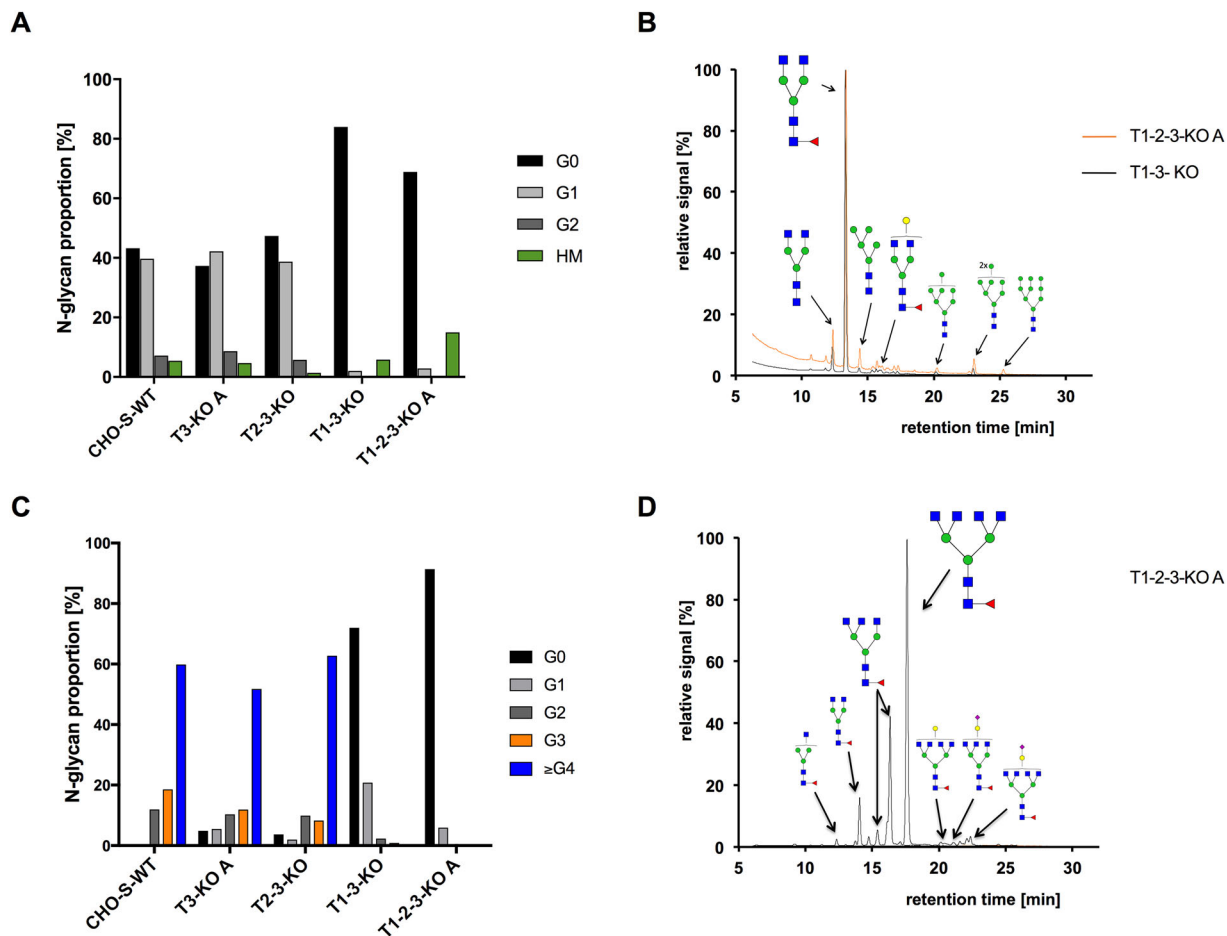 A
N-glycan proportion [%]
100
80
60
40
20
0
CHO-S-WT
T3-KO A
T2-3-KO
T1-3-KO
T1-2-3-KO A
G0
G1
G2
HM
B
relative signal [%]
100
80
60
40
20
0
5
10
15
20
25
30
retention time [min]
2x
T1-2-3-KO A
T1-3- KO
C
N-glycan proportion [%]
100
80
60
40
20
0
CHO-S-WT
T3-KO A
T2-3-KO
T1-3-KO
T1-2-3-KO A
G0
G1
G2
G3
≥G4
D
relative signal [%]
100
80
60
40
20
0
5
10
15
20
25
30
retention time [min]
T1-2-3-KO A